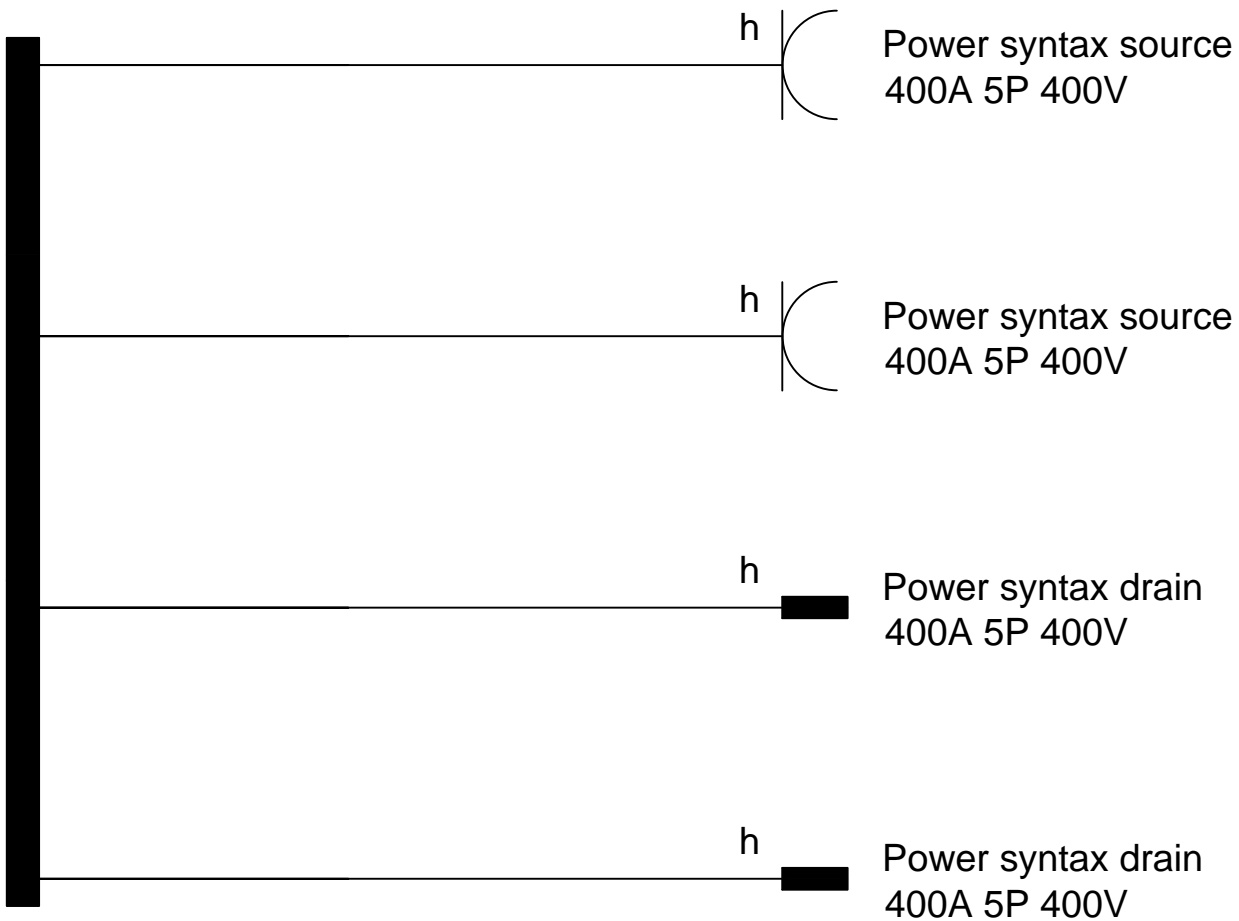 h
Power syntax source
400A 5P 400V
h
Power syntax source
400A 5P 400V
h
Power syntax drain
400A 5P 400V
h
Power syntax drain
400A 5P 400V